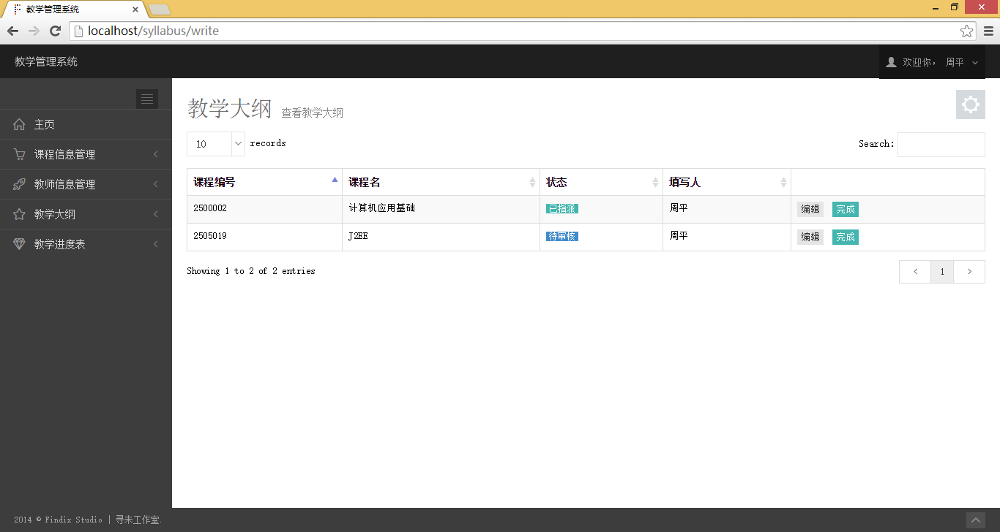 教学管理系统
localhost/syllabus/write
教学管理系统
欢迎你， 周平
主页
课程信息管理
教师信息管理
教学大纲
教学进度表
教学大纲 查看教学大纲
10 records
Search:
课程编号 课程名 状态 填写人
2500002 计算机应用基础 已指派 周平 编辑 完成
2505019 J2EE 待审核 周平 编辑 完成
Showing 1 to 2 of 2 entries
1
2014 © Findix Studio | 寻未工作室.